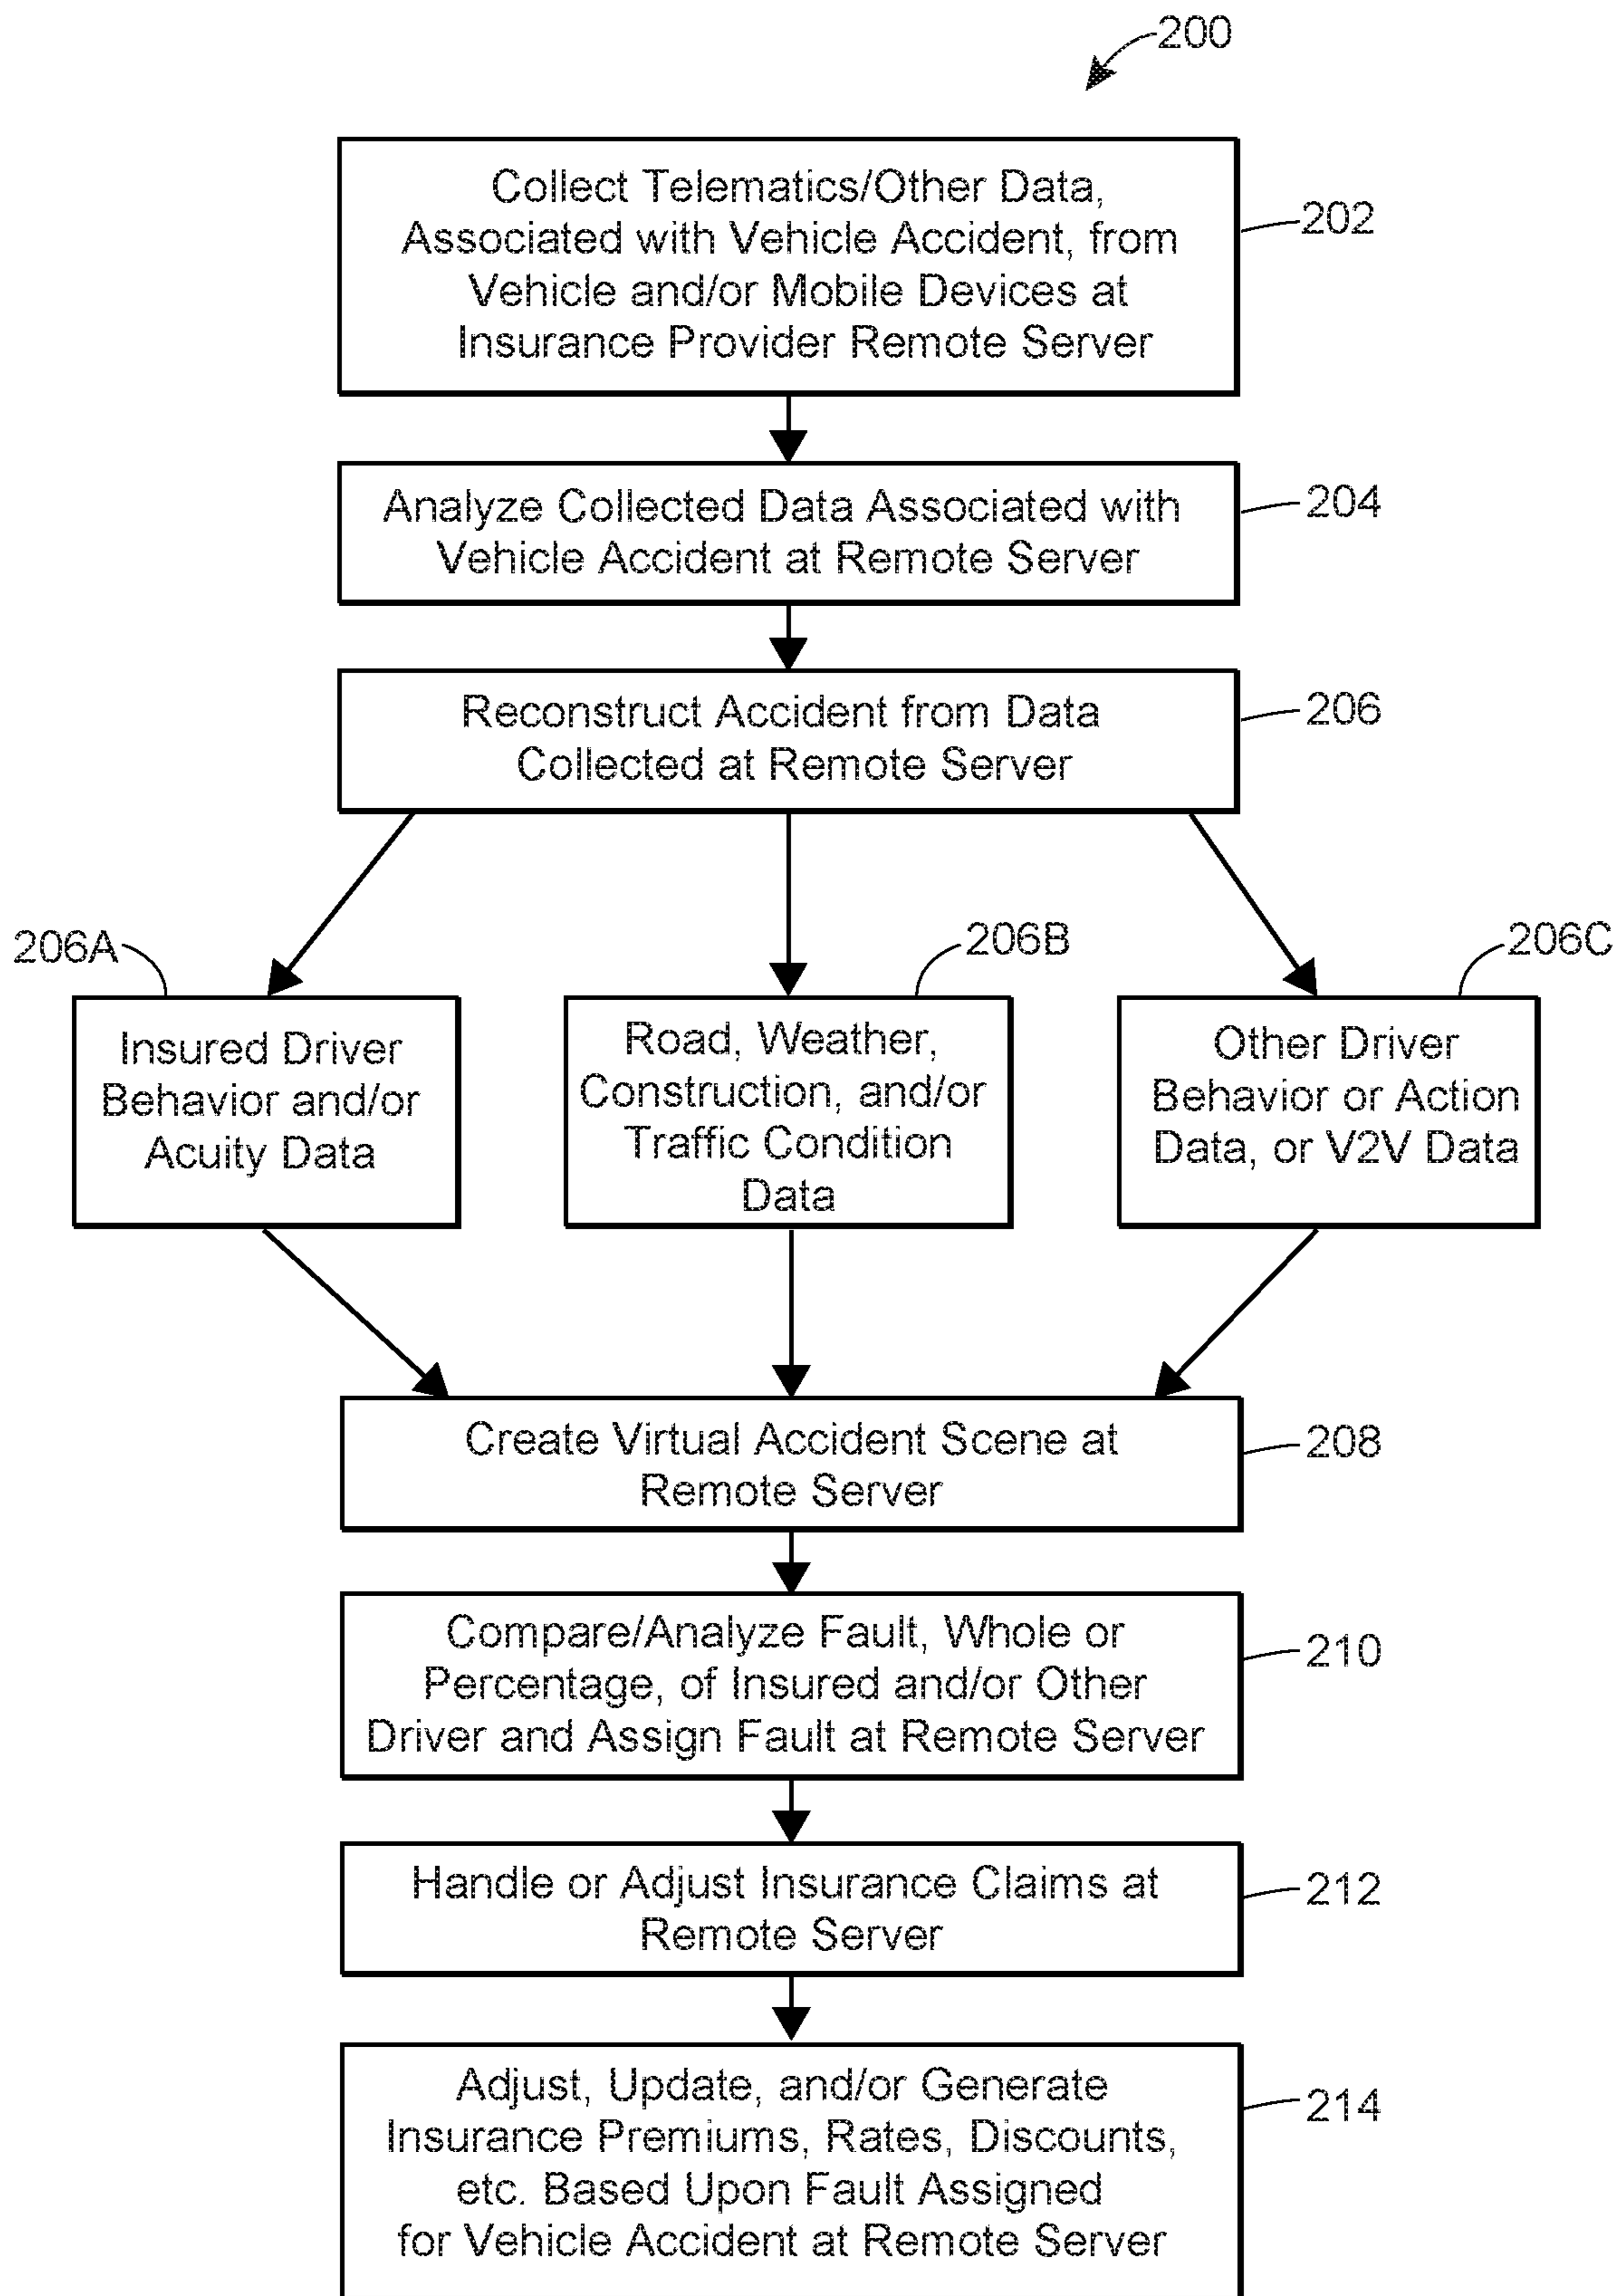 200
Collect Telematics/Other Data,
Associated with Vehicle Accident, from
Vehicle and/or Mobile Devices at
Insurance Provider Remote Server
202
Analyze Collected Data Associated with
Vehicle Accident at Remote Server
204
Reconstruct Accident from Data
Collected at Remote Server
206
206A
Insured Driver
Behavior and/or
Acuity Data
206B
Road, Weather,
Construction, and/or
Traffic Condition
Data
206C
Other Driver
Behavior or Action
Data, or V2V Data
Create Virtual Accident Scene at
Remote Server
208
Compare/Analyze Fault, Whole or
Percentage, of Insured and/or Other
Driver and Assign Fault at Remote Server
210
Handle or Adjust Insurance Claims at
Remote Server
212
Adjust, Update, and/or Generate
Insurance Premiums, Rates, Discounts,
etc. Based Upon Fault Assigned
for Vehicle Accident at Remote Server
214